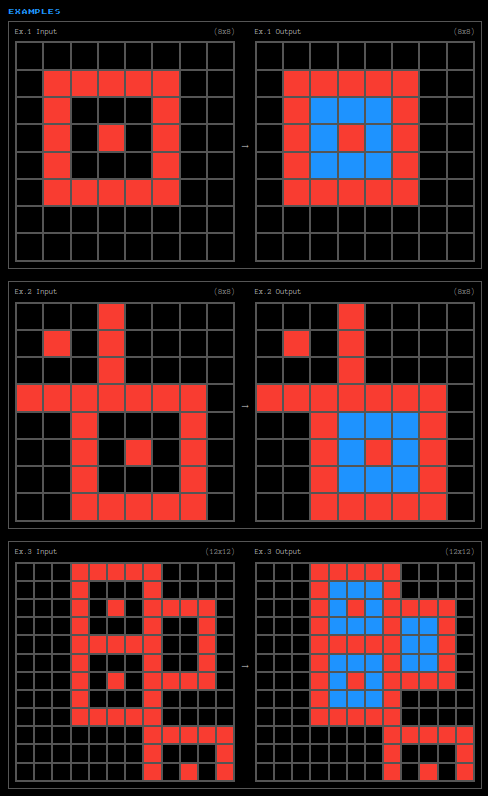 EXAMPLES
Ex.1 Input (8x8) Ex.1 Output (8x8)
→
Ex.2 Input (8x8) Ex.2 Output (8x8)
→
Ex.3 Input (12x12) Ex.3 Output (12x12)
→